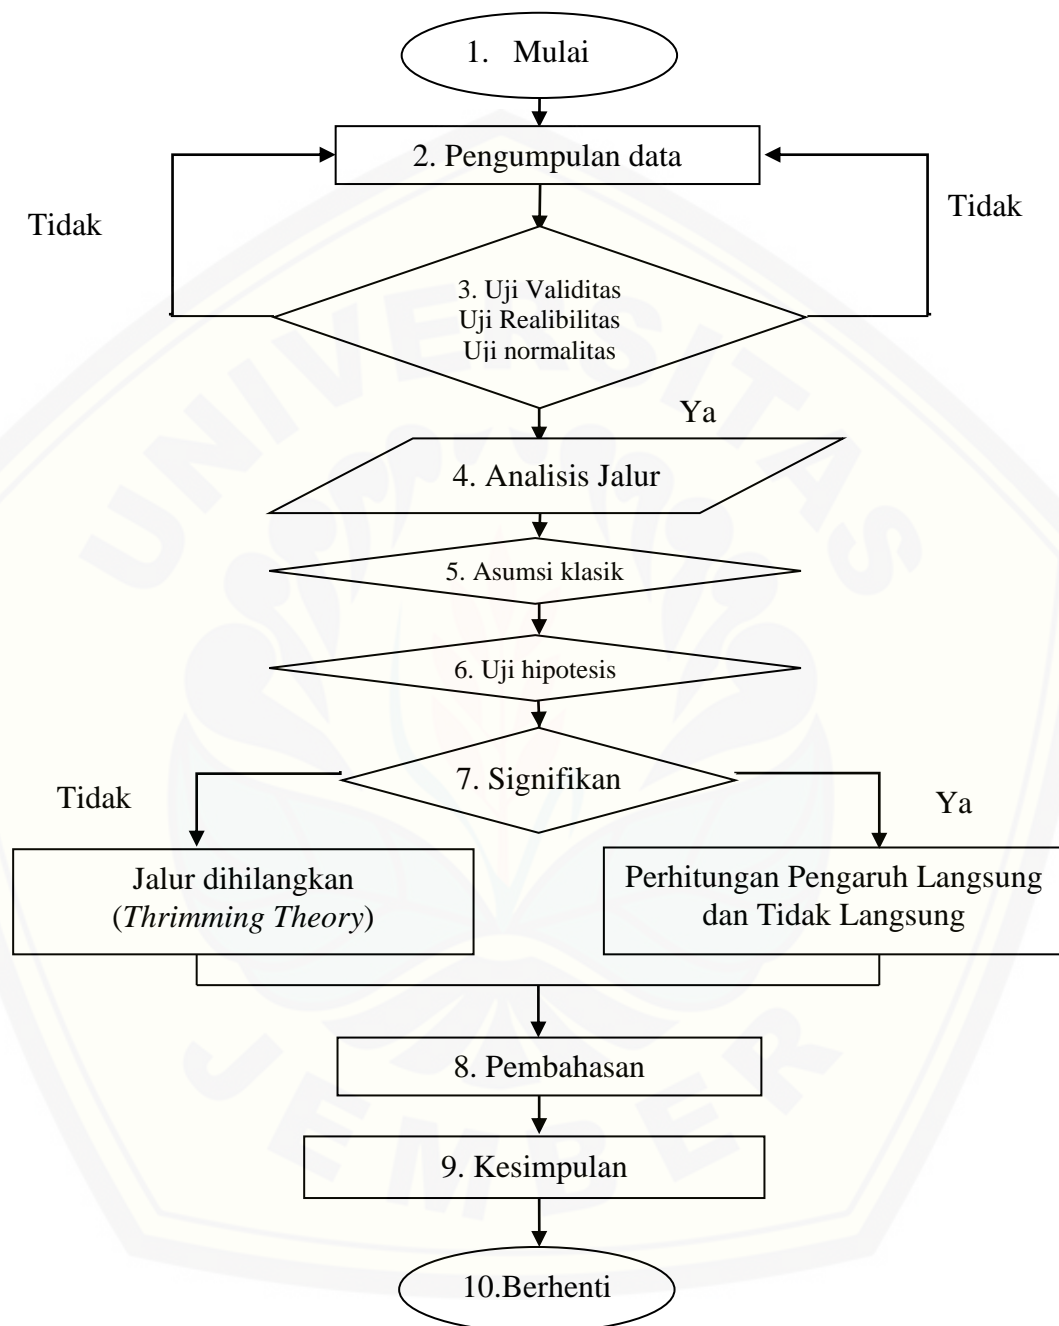 1. Mulai
2. Pengumpulan data
Tidak
Tidak
3. Uji Validitas
Uji Realibilitas
Uji normalitas
Ya
4. Analisis Jalur
5. Asumsi klasik
6. Uji hipotesis
7. Signifikan
Tidak
Ya
Jalur dihilangkan
(Thrimming Theory)
Perhitungan Pengaruh Langsung
dan Tidak Langsung
8. Pembahasan
9. Kesimpulan
10.Berhenti
UNIVERSITAS
JEMBER